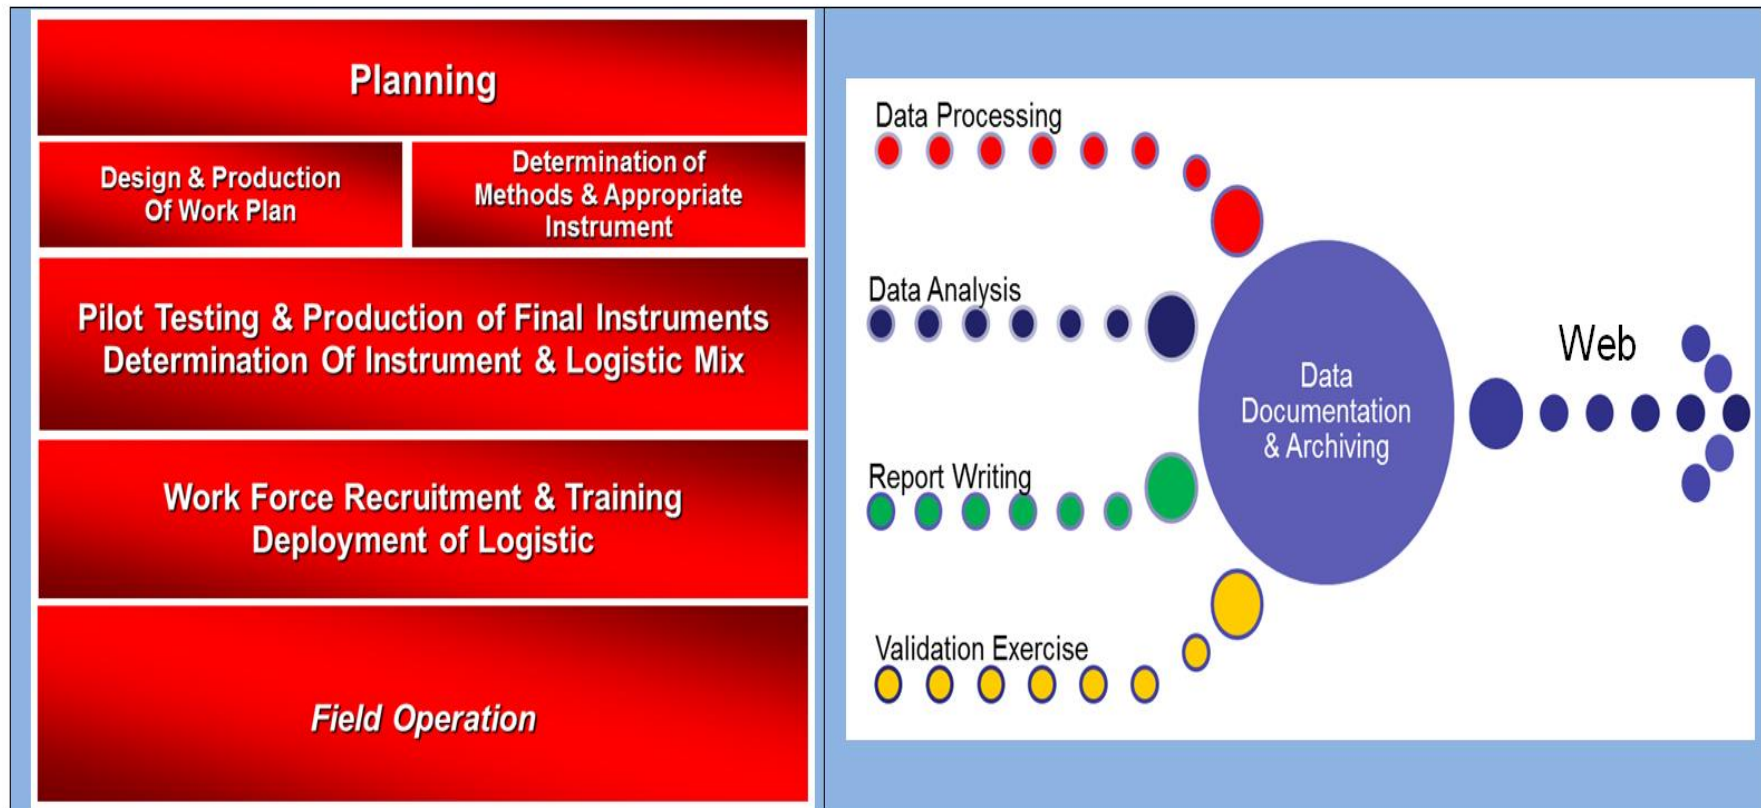 Planning
Design & Production
Of Work Plan
Determination of
Methods & Appropriate
Instrument
Pilot Testing & Production of Final Instruments
Determination Of Instrument & Logistic Mix
Work Force Recruitment & Training
Deployment of Logistic
Field Operation
Data Processing
Data Analysis
Report Writing
Validation Exercise
Data
Documentation
& Archiving
Web